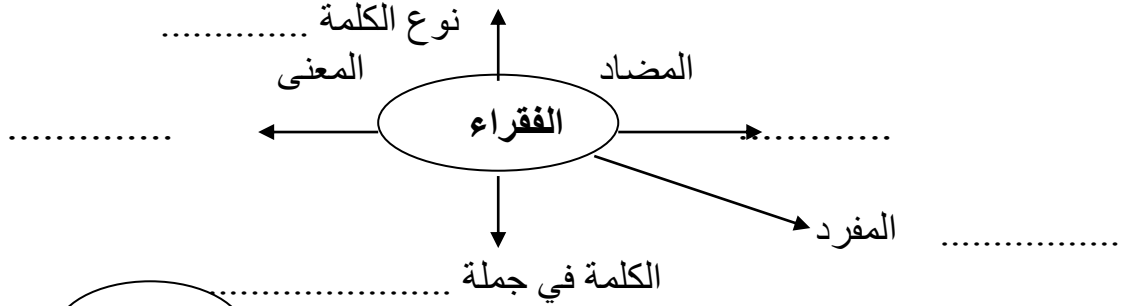 نوع الكلمة ..............
المضاد المعنى
.............. الفقراء ..............
المفرد .................
الكلمة في جملة ......................